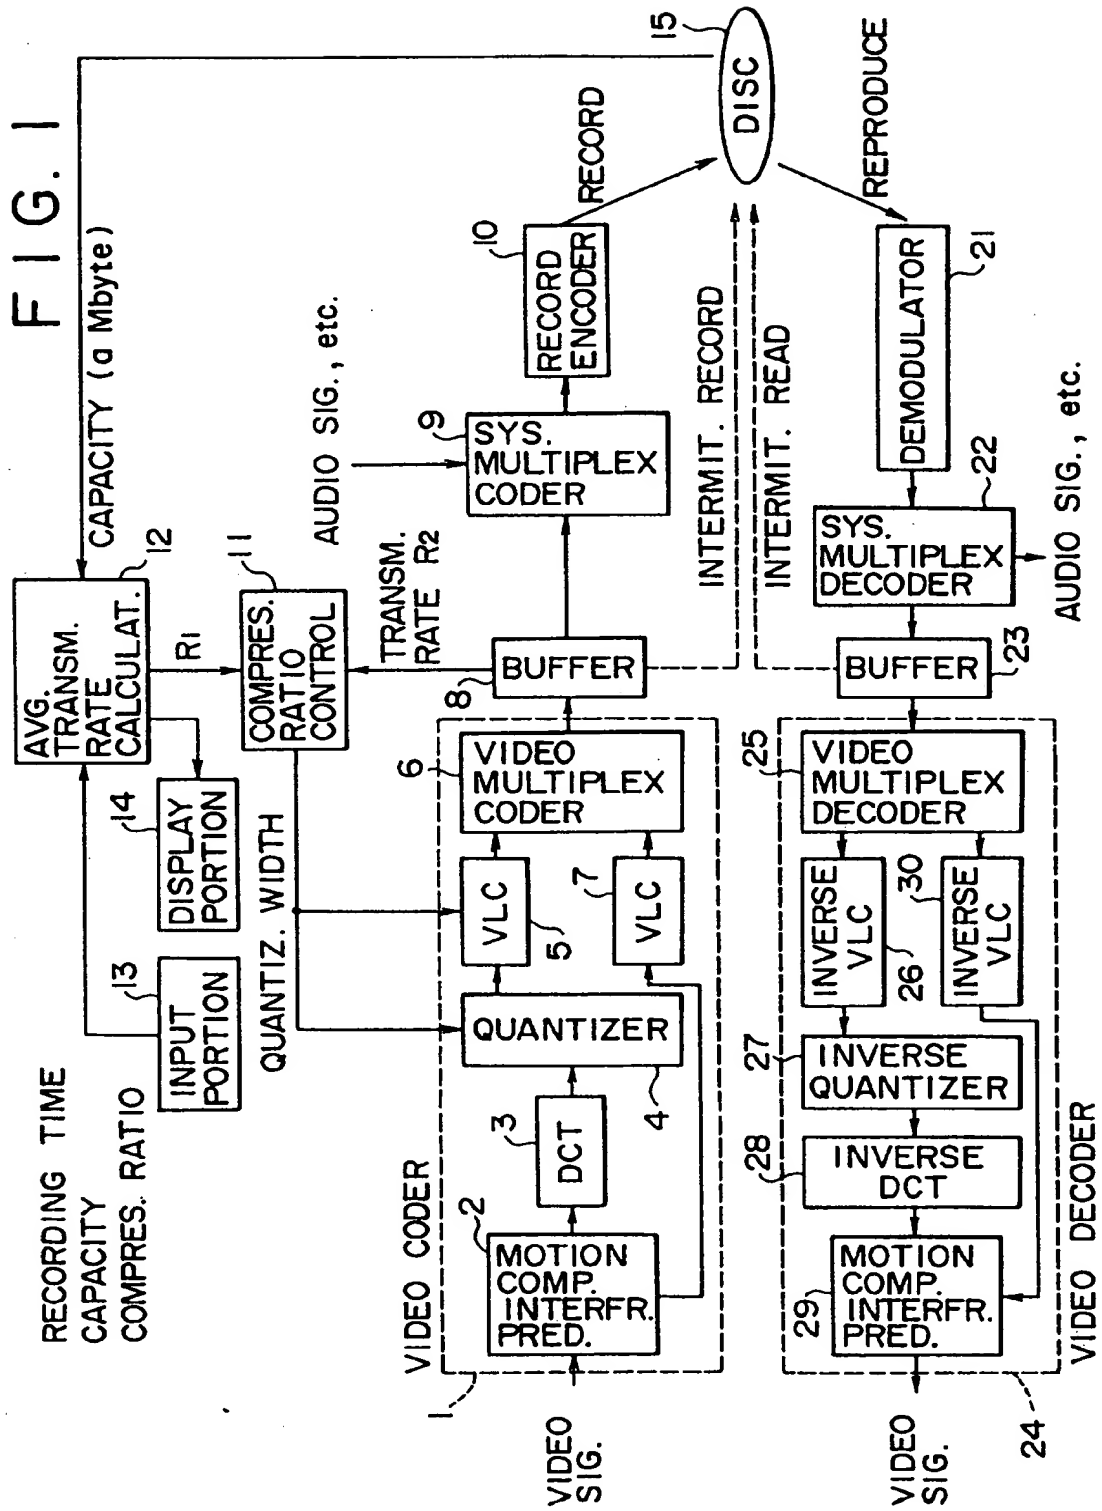 FIG. 1
RECORDING TIME
CAPACITY
COMPRES. RATIO
INPUT
PORTION
13
DISPLAY
PORTION
14
AVG.
TRANSM.
RATE
CALCULAT.
12
CAPACITY (a Mbyte)
R1
COMPRES.
RATIO
CONTROL
11
QUANTIZ. WIDTH
TRANSM.
RATE R2
AUDIO SIG., etc.
VIDEO CODER
1
VIDEO
SIG.
MOTION
COMP.
INTERFR.
PRED.
2
DCT
3
QUANTIZER
4
VLC
5
VLC
7
VIDEO
MULTIPLEX
CODER
6
BUFFER
8
SYS.
MULTIPLEX
CODER
9
RECORD
ENCODER
10
RECORD
DISC
15
INTERMIT. RECORD
INTERMIT. READ
REPRODUCE
DEMODULATOR
21
SYS.
MULTIPLEX
DECODER
22
AUDIO SIG., etc.
BUFFER
23
VIDEO
MULTIPLEX
DECODER
25
INVERSE
VLC
26
INVERSE
VLC
30
INVERSE
QUANTIZER
27
INVERSE
DCT
28
MOTION
COMP.
INTERFR.
PRED.
29
VIDEO
SIG.
24
VIDEO DECODER